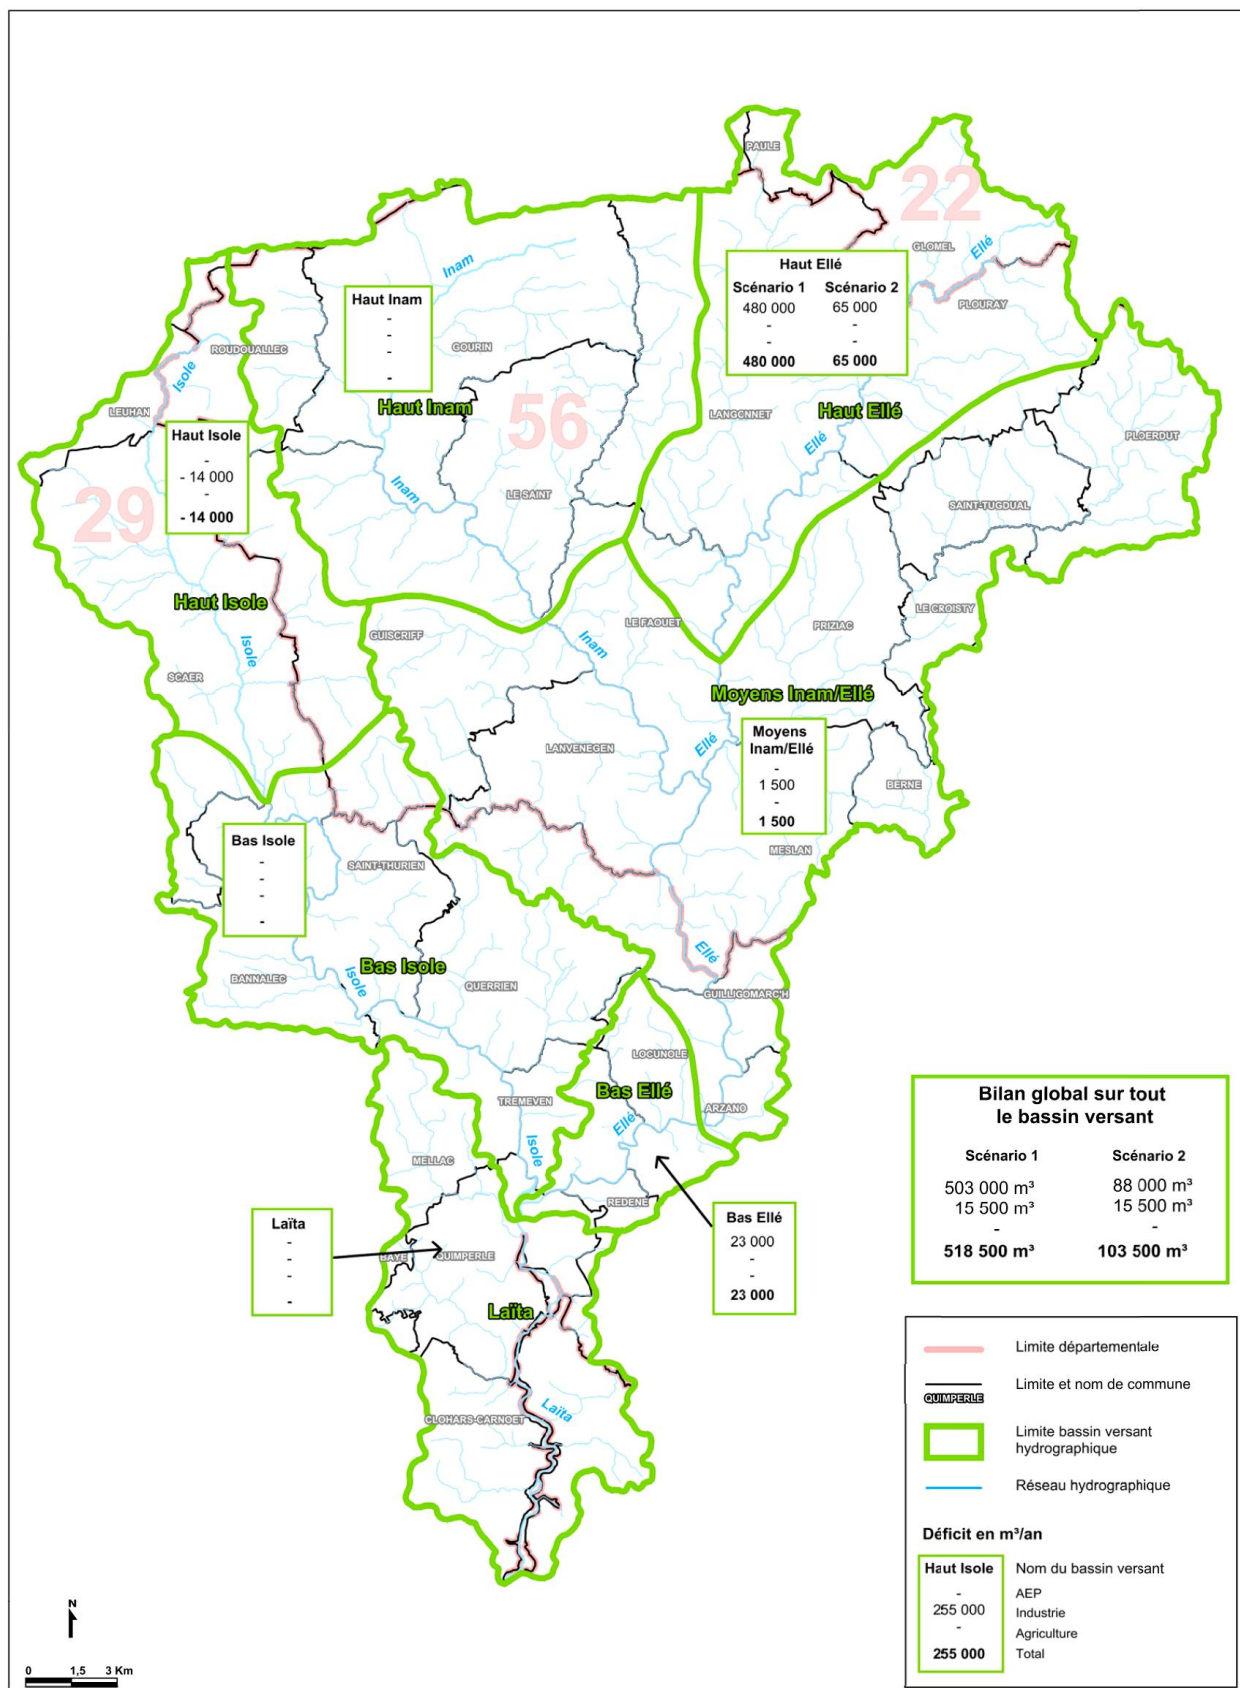 PAULE
22
GLOMEL
Ellé
PLOURAY
Haut Ellé
Scénario 1 Scénario 2
480 000 65 000
- -
- -
480 000 65 000
Inam
Haut Inam
-
-
-
-
GOURIN
Haut Inam
ROUDOUALLEC
Isole
LEUHAN
56
LANGONNET
Haut Ellé
Ellé
PLOERDUT
Haut Isole
-
- 14 000
-
- 14 000
29
Inam
LE SAINT
SAINT-TUGDUAL
Haut Isole
Isole
SCAER
GUISCRIFF
LE FAOUET
Inam
PRIZIAC
LE CROISTY
Moyens Inam/Ellé
LANVENEGEN
Ellé
Moyens
Inam/Ellé
-
1 500
-
1 500
BERNE
MESLAN
Bas Isole
-
-
-
-
SAINT-THURIEN
Bas Isole
BANNALEC
Isole
QUERRIEN
Ellé
GUILLIGOMARC'H
LOCUNOLE
Bas Ellé
TREMEVEN
Ellé
ARZANO
MELLAC
Isole
REDENE
Bilan global sur tout
le bassin versant
Scénario 1 Scénario 2
503 000 m³ 88 000 m³
15 500 m³ 15 500 m³
- -
518 500 m³ 103 500 m³
Laïta
-
-
-
-
BAYE
QUIMPERLE
Bas Ellé
23 000
-
-
23 000
Laïta
CLOHARS-CARNOET
Laïta
Limite départementale
Limite et nom de commune
QUIMPERLE
Limite bassin versant
hydrographique
Réseau hydrographique
Déficit en m³/an
Haut Isole Nom du bassin versant
- AEP
255 000 Industrie
- Agriculture
255 000 Total
N
0 1,5 3 Km